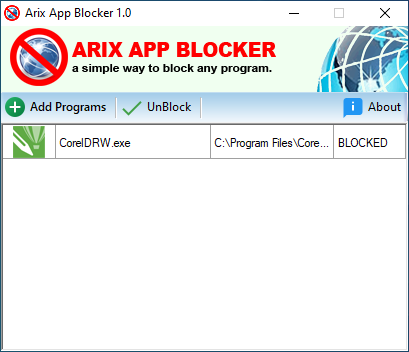 Arix App Blocker 1.0
ARIX APP BLOCKER
a simple way to block any program.
Add Programs UnBlock About
CorelDRW.exe C:\Program Files\Core... BLOCKED